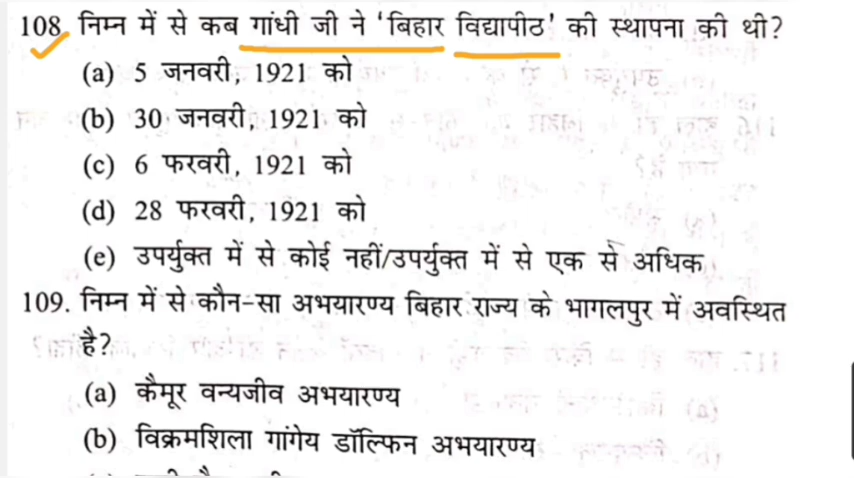 108. निम्न में से कब गांधी जी ने 'बिहार विद्यापीठ' की स्थापना की थी?
(a) 5 जनवरी, 1921 को
(b) 30 जनवरी, 1921 को
(c) 6 फरवरी, 1921 को
(d) 28 फरवरी, 1921 को
(e) उपर्युक्त में से कोई नहीं/उपर्युक्त में से एक से अधिक
109. निम्न में से कौन-सा अभयारण्य बिहार राज्य के भागलपुर में अवस्थित
है?
(a) कैमूर वन्यजीव अभयारण्य
(b) विक्रमशिला गांगेय डॉल्फिन अभयारण्य